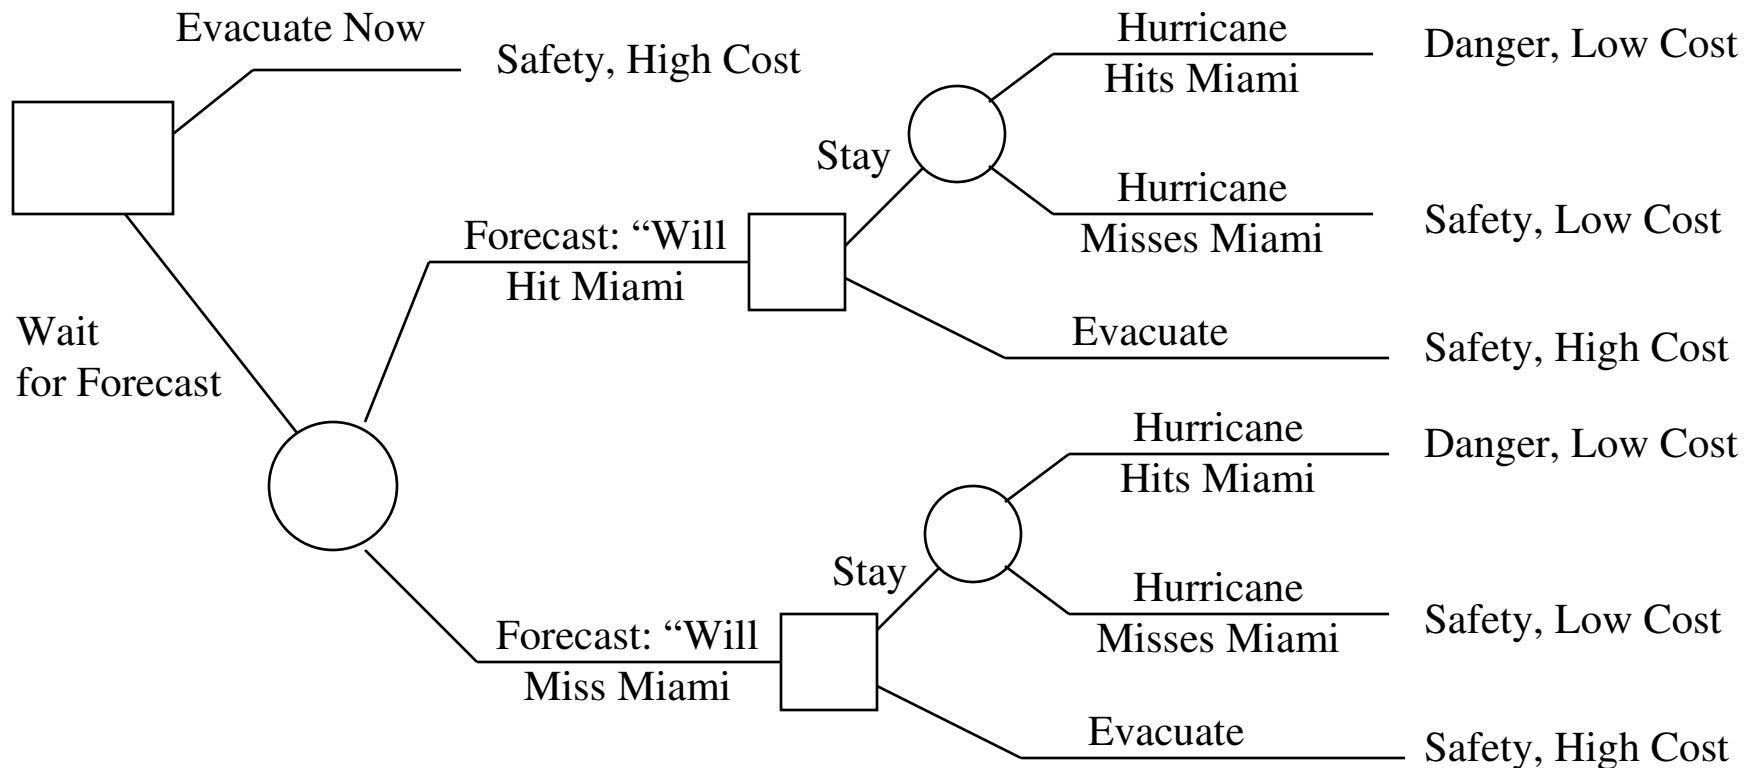 Evacuate Now
Safety, High Cost
Wait
for Forecast
Forecast: “Will
Hit Miami
Stay
Hurricane
Hits Miami
Danger, Low Cost
Hurricane
Misses Miami
Safety, Low Cost
Evacuate
Safety, High Cost
Forecast: “Will
Miss Miami
Stay
Hurricane
Hits Miami
Danger, Low Cost
Hurricane
Misses Miami
Safety, Low Cost
Evacuate
Safety, High Cost